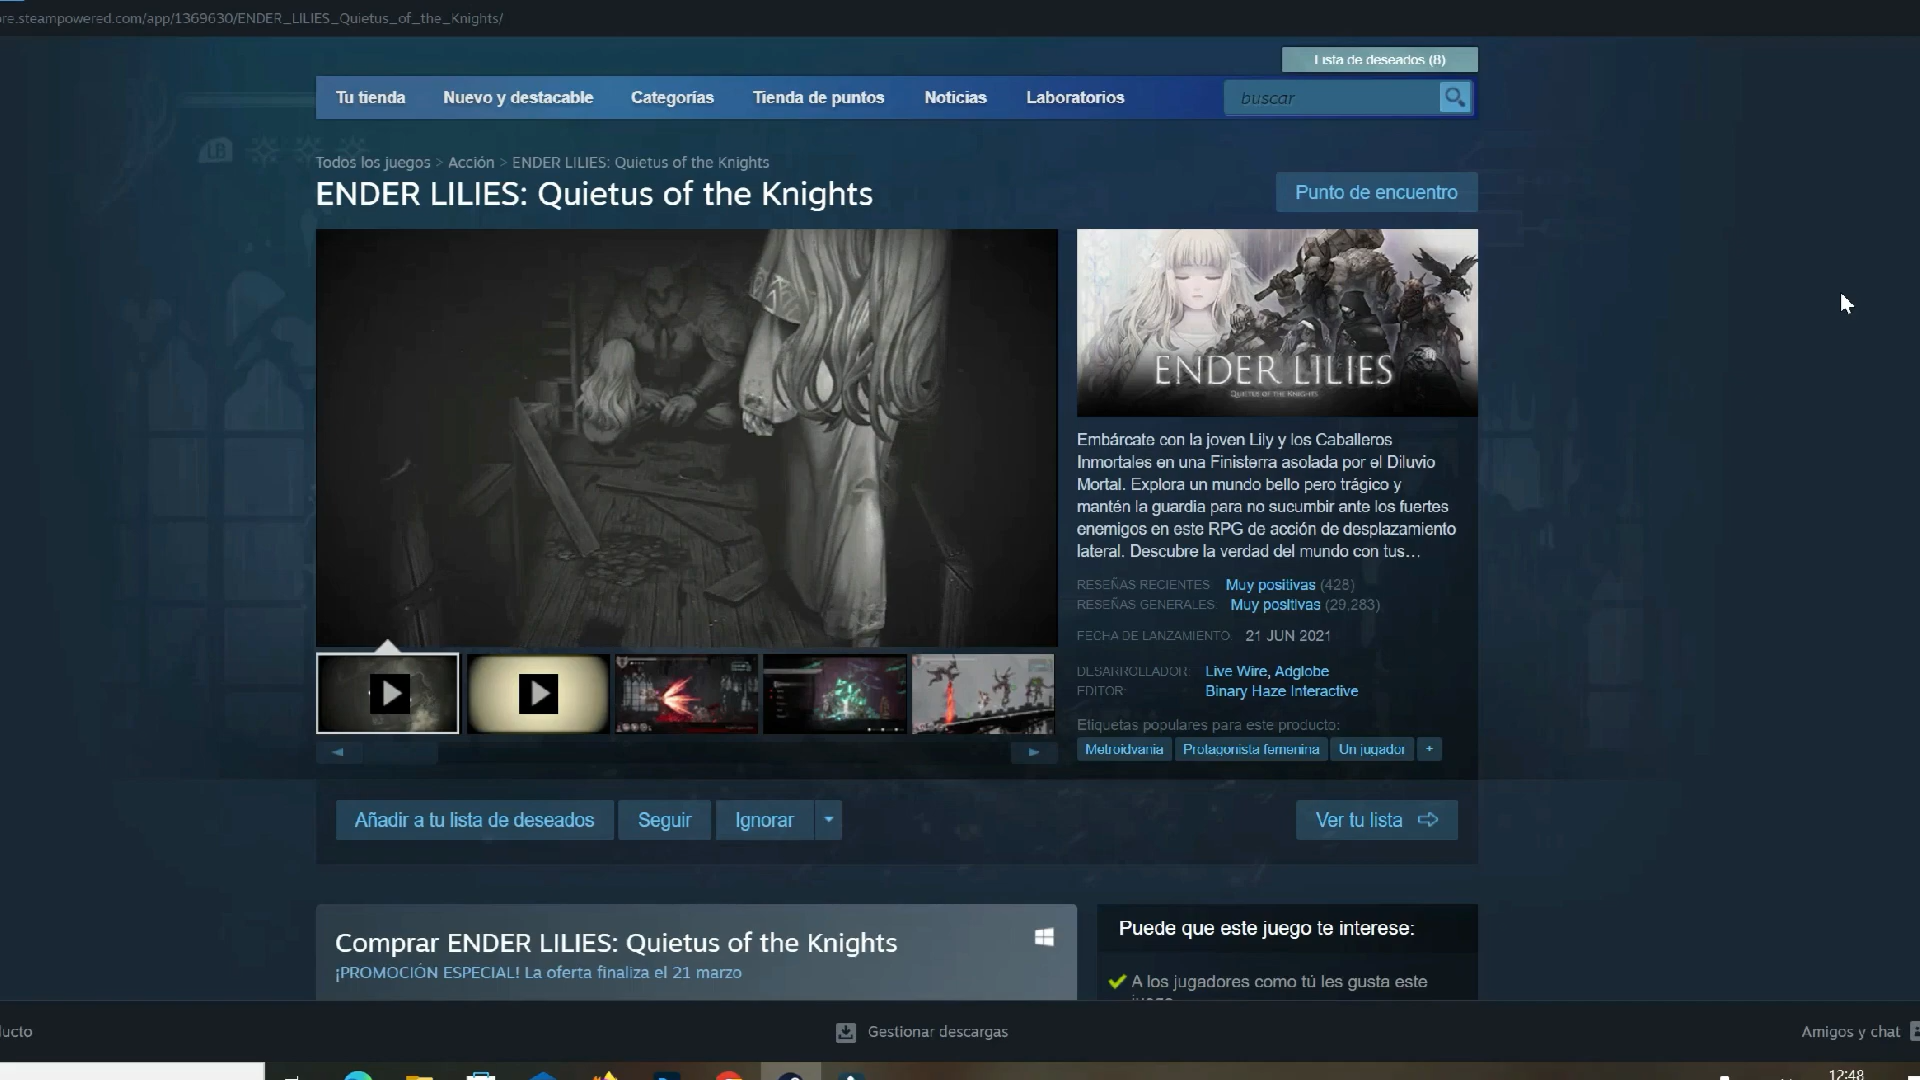 re.steampowered.com/app/1369630/ENDER_LILIES_Quietus_of_the_Knights/
Lista de deseados (8)
Tu tienda Nuevo y destacable Categorías Tienda de puntos Noticias Laboratorios buscar
LB
Todos los juegos > Acción > ENDER LILIES: Quietus of the Knights
ENDER LILIES: Quietus of the Knights
Punto de encuentro
ENDER LILIES
QUIETUS OF THE KNIGHTS
Embárcate con la joven Lily y los Caballeros
Inmortales en una Finisterra asolada por el Diluvio
Mortal. Explora un mundo bello pero trágico y
mantén la guardia para no sucumbir ante los fuertes
enemigos en este RPG de acción de desplazamiento
lateral. Descubre la verdad del mundo con tus...
RESEÑAS RECIENTES: Muy positivas (428)
RESEÑAS GENERALES: Muy positivas (29,283)
FECHA DE LANZAMIENTO: 21 JUN 2021
DESARROLLADOR: Live Wire, Adglobe
EDITOR: Binary Haze Interactive
Etiquetas populares para este producto:
Metroidvania Protagonista femenina Un jugador +
Añadir a tu lista de deseados Seguir Ignorar Ver tu lista
Comprar ENDER LILIES: Quietus of the Knights
¡PROMOCIÓN ESPECIAL! La oferta finaliza el 21 marzo
Puede que este juego te interese:
A los jugadores como tú les gusta este
juego
ucto Gestionar descargas Amigos y chat
12:48